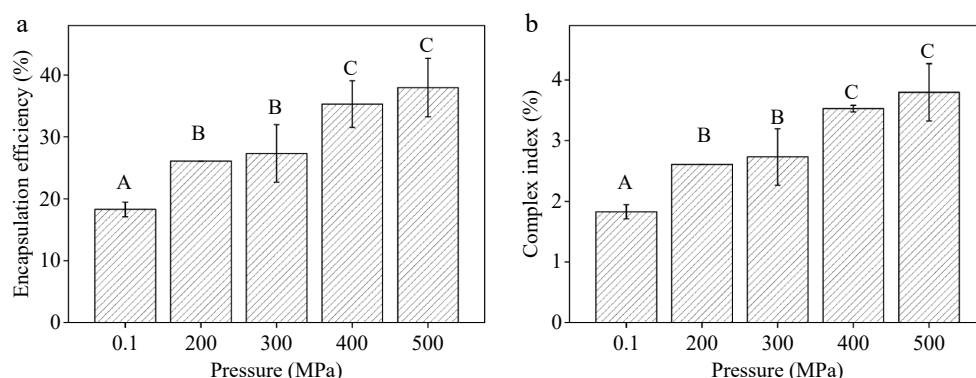 a
Encapsulation efficiency (%)
40
30
20
10
0
A
B
B
C
C
0.1 200 300 400 500
Pressure (MPa)
b
Complex index (%)
4
3
2
1
0
A
B
B
C
C
0.1 200 300 400 500
Pressure (MPa)